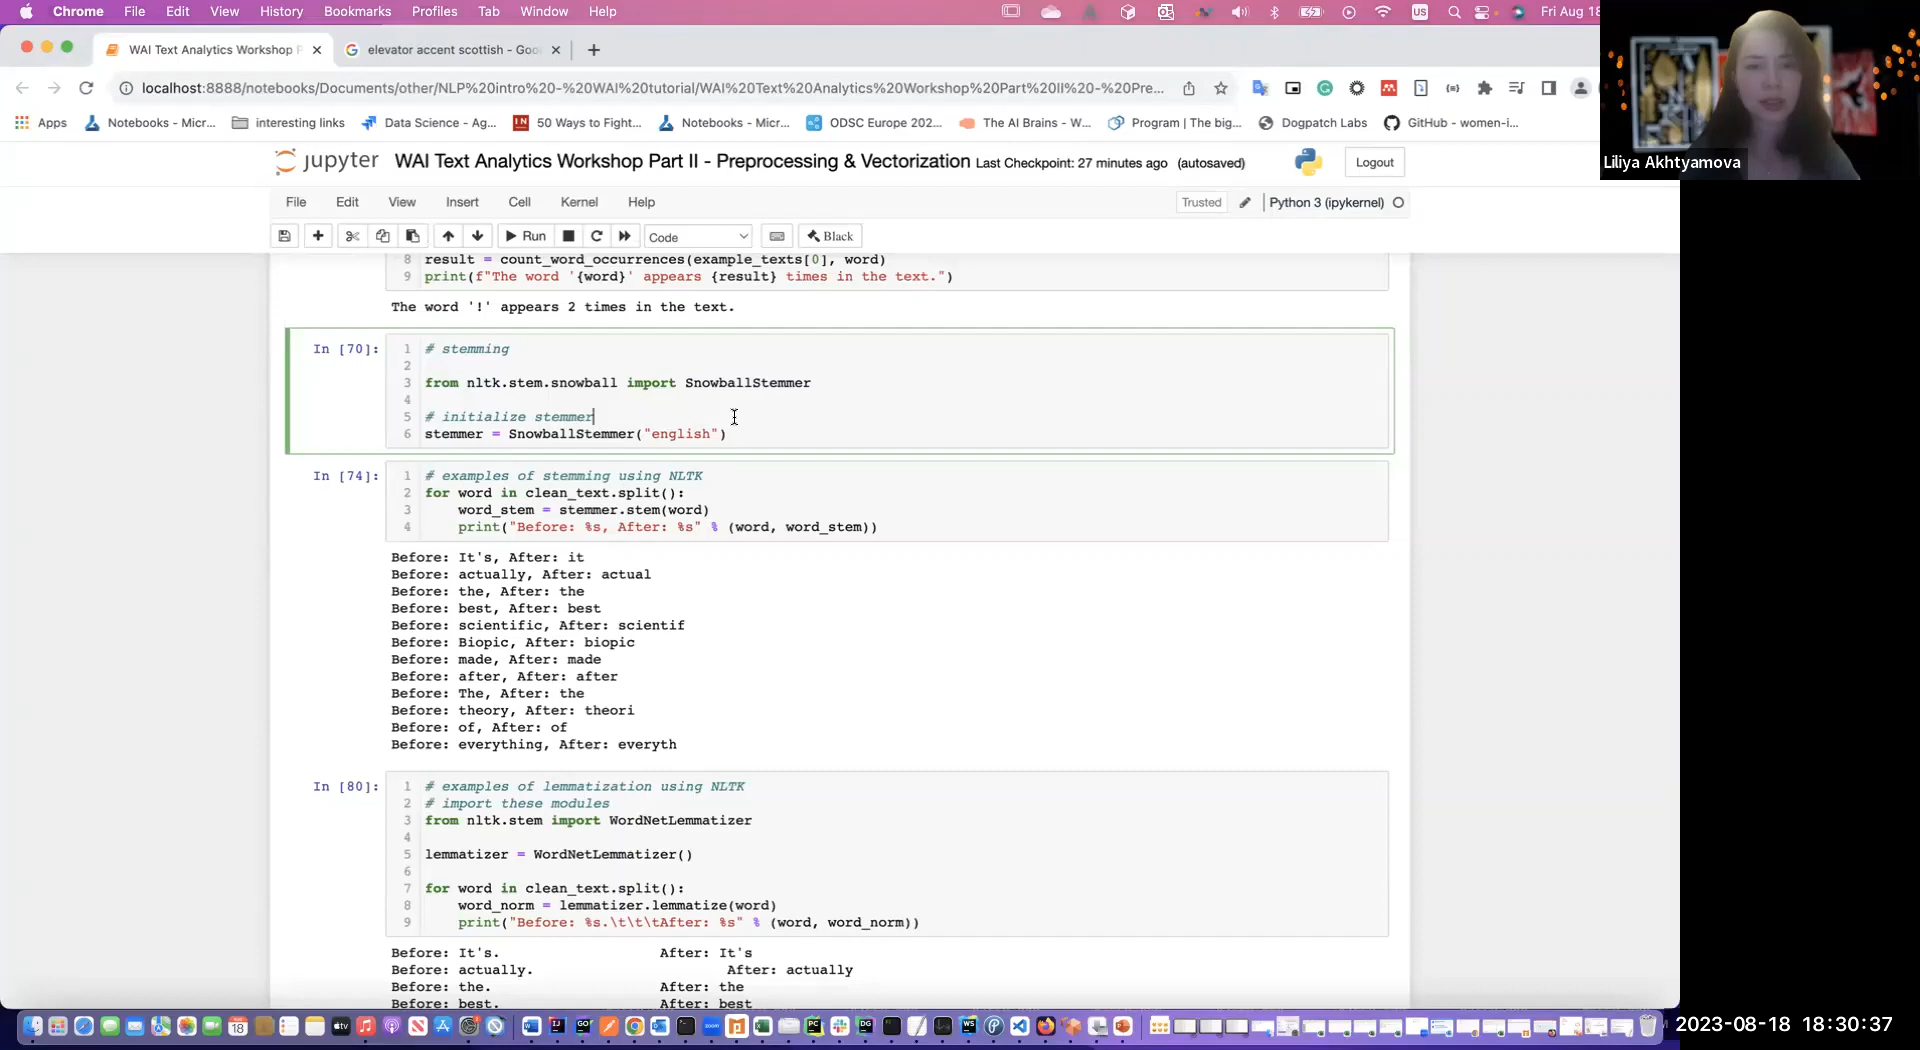 Chrome File Edit View History Bookmarks Profiles Tab Window Help US Fri Aug 18
WAI Text Analytics Workshop P elevator accent scottish - Goo
localhost:8888/notebooks/Documents/other/NLP%20intro%20-%20WAI%20tutorial/WAI%20Text%20Analytics%20Workshop%20Part%20II%20-%20Pre...
Apps Notebooks - Micr... interesting links Data Science - Ag... 50 Ways to Fight... Notebooks - Micr... ODSC Europe 202... The AI Brains - W... Program | The big... Dogpatch Labs GitHub - women-i...
Liliya Akhtyamova
jupyter WAI Text Analytics Workshop Part II - Preprocessing & Vectorization Last Checkpoint: 27 minutes ago (autosaved) Logout
File Edit View Insert Cell Kernel Help Trusted Python 3 (ipykernel)
Run Code Black
8 result = count_word_occurrences(example_texts[0], word)
9 print(f"The word '{word}' appears {result} times in the text.")
The word '!' appears 2 times in the text.
In [70]: 1 # stemming
2
3 from nltk.stem.snowball import SnowballStemmer
4
5 # initialize stemmer
6 stemmer = SnowballStemmer("english")
In [74]: 1 # examples of stemming using NLTK
2 for word in clean_text.split():
3 word_stem = stemmer.stem(word)
4 print("Before: %s, After: %s" % (word, word_stem))
Before: It's, After: it
Before: actually, After: actual
Before: the, After: the
Before: best, After: best
Before: scientific, After: scientif
Before: Biopic, After: biopic
Before: made, After: made
Before: after, After: after
Before: The, After: the
Before: theory, After: theori
Before: of, After: of
Before: everything, After: everyth
In [80]: 1 # examples of lemmatization using NLTK
2 # import these modules
3 from nltk.stem import WordNetLemmatizer
4
5 lemmatizer = WordNetLemmatizer()
6
7 for word in clean_text.split():
8 word_norm = lemmatizer.lemmatize(word)
9 print("Before: %s.\t\t\tAfter: %s" % (word, word_norm))
Before: It's. After: It's
Before: actually. After: actually
Before: the. After: the
Before: best. After: best
2023-08-18 18:30:37